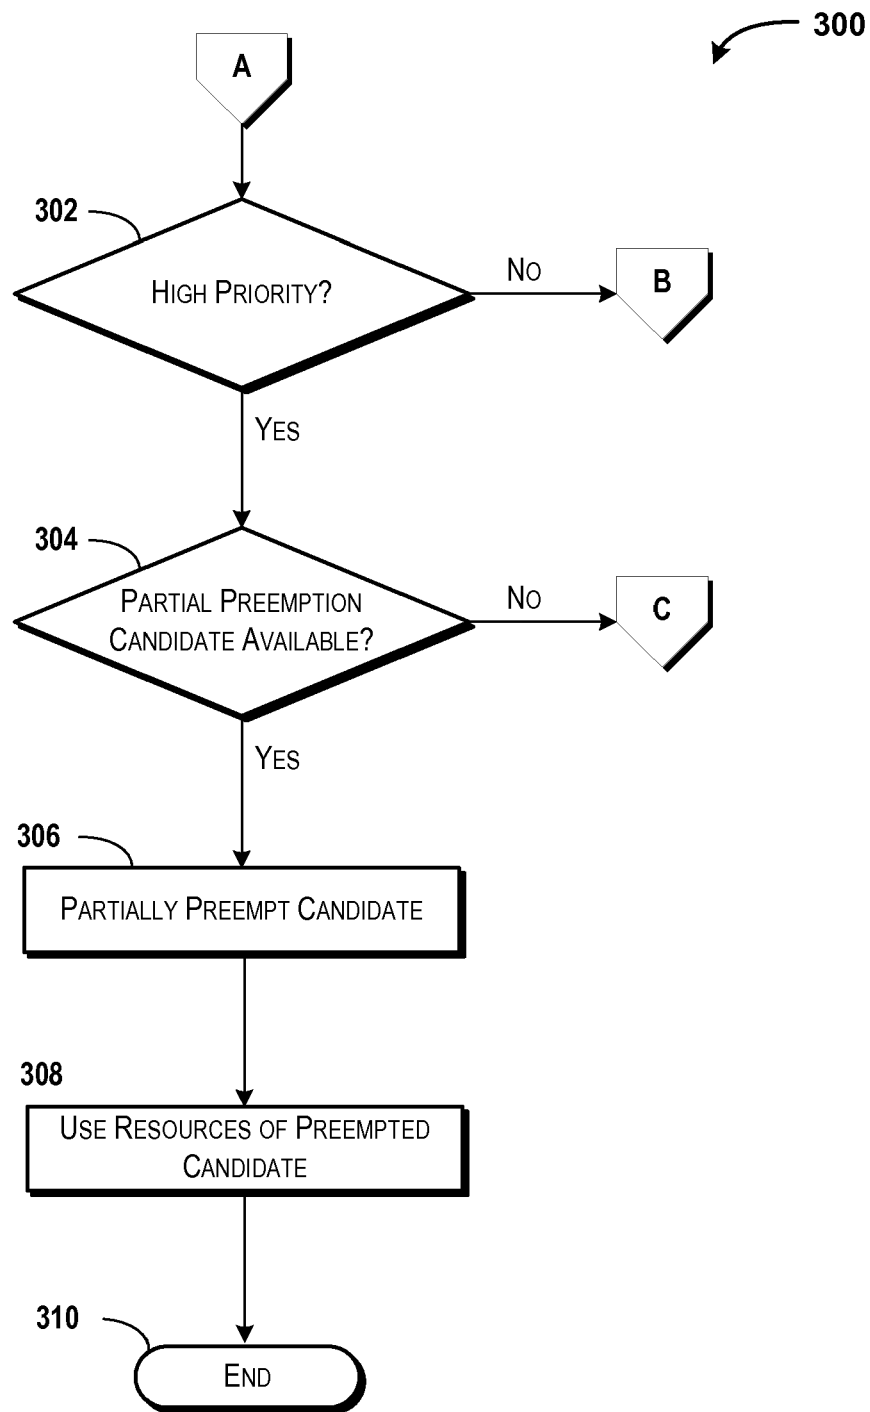 300
A
302
HIGH PRIORITY?
NO
B
YES
304
PARTIAL PREEMPTION
CANDIDATE AVAILABLE?
NO
C
YES
306
PARTIALLY PREEMPT CANDIDATE
308
USE RESOURCES OF PREEMPTED
CANDIDATE
310
END